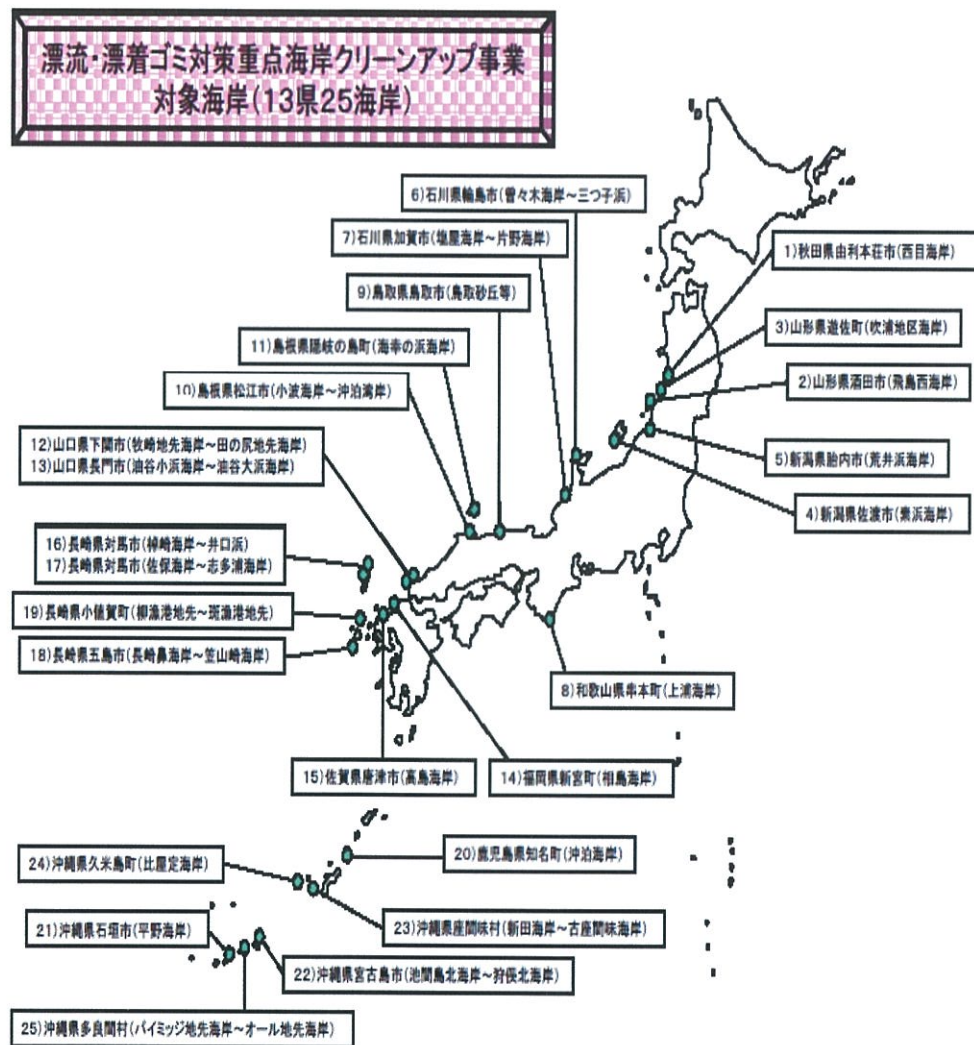 漂流・漂着ゴミ対策重点海岸クリーンアップ事業
対象海岸(13県25海岸)
6)石川県輪島市(曽々木海岸～三つ子浜)
7)石川県加賀市(塩屋海岸～片野海岸)
1)秋田県由利本荘市(西目海岸)
9)鳥取県鳥取市(鳥取砂丘等)
3)山形県遊佐町(吹浦地区海岸)
11)島根県隠岐の島町(海幸の浜海岸)
2)山形県酒田市(飛島西海岸)
10)島根県松江市(小波海岸～沖泊湾岸)
12)山口県下関市(牧崎地先海岸～田の尻地先海岸)
13)山口県長門市(油谷小浜海岸～油谷大浜海岸)
5)新潟県胎内市(荒井浜海岸)
4)新潟県佐渡市(素浜海岸)
16)長崎県対馬市(棹崎海岸～井口浜)
17)長崎県対馬市(佐保海岸～志多浦海岸)
19)長崎県小値賀町(柳漁港地先～斑漁港地先)
18)長崎県五島市(長崎鼻海岸～笠山崎海岸)
8)和歌山県串本町(上浦海岸)
15)佐賀県唐津市(高島海岸)
14)福岡県新宮町(相島海岸)
20)鹿児島県知名町(沖泊海岸)
24)沖縄県久米島町(比屋定海岸)
21)沖縄県石垣市(平野海岸)
23)沖縄県座間味村(新田海岸～古座間味海岸)
22)沖縄県宮古島市(池間島北海岸～狩俣北海岸)
25)沖縄県多良間村(パイミッジ地先海岸～オール地先海岸)